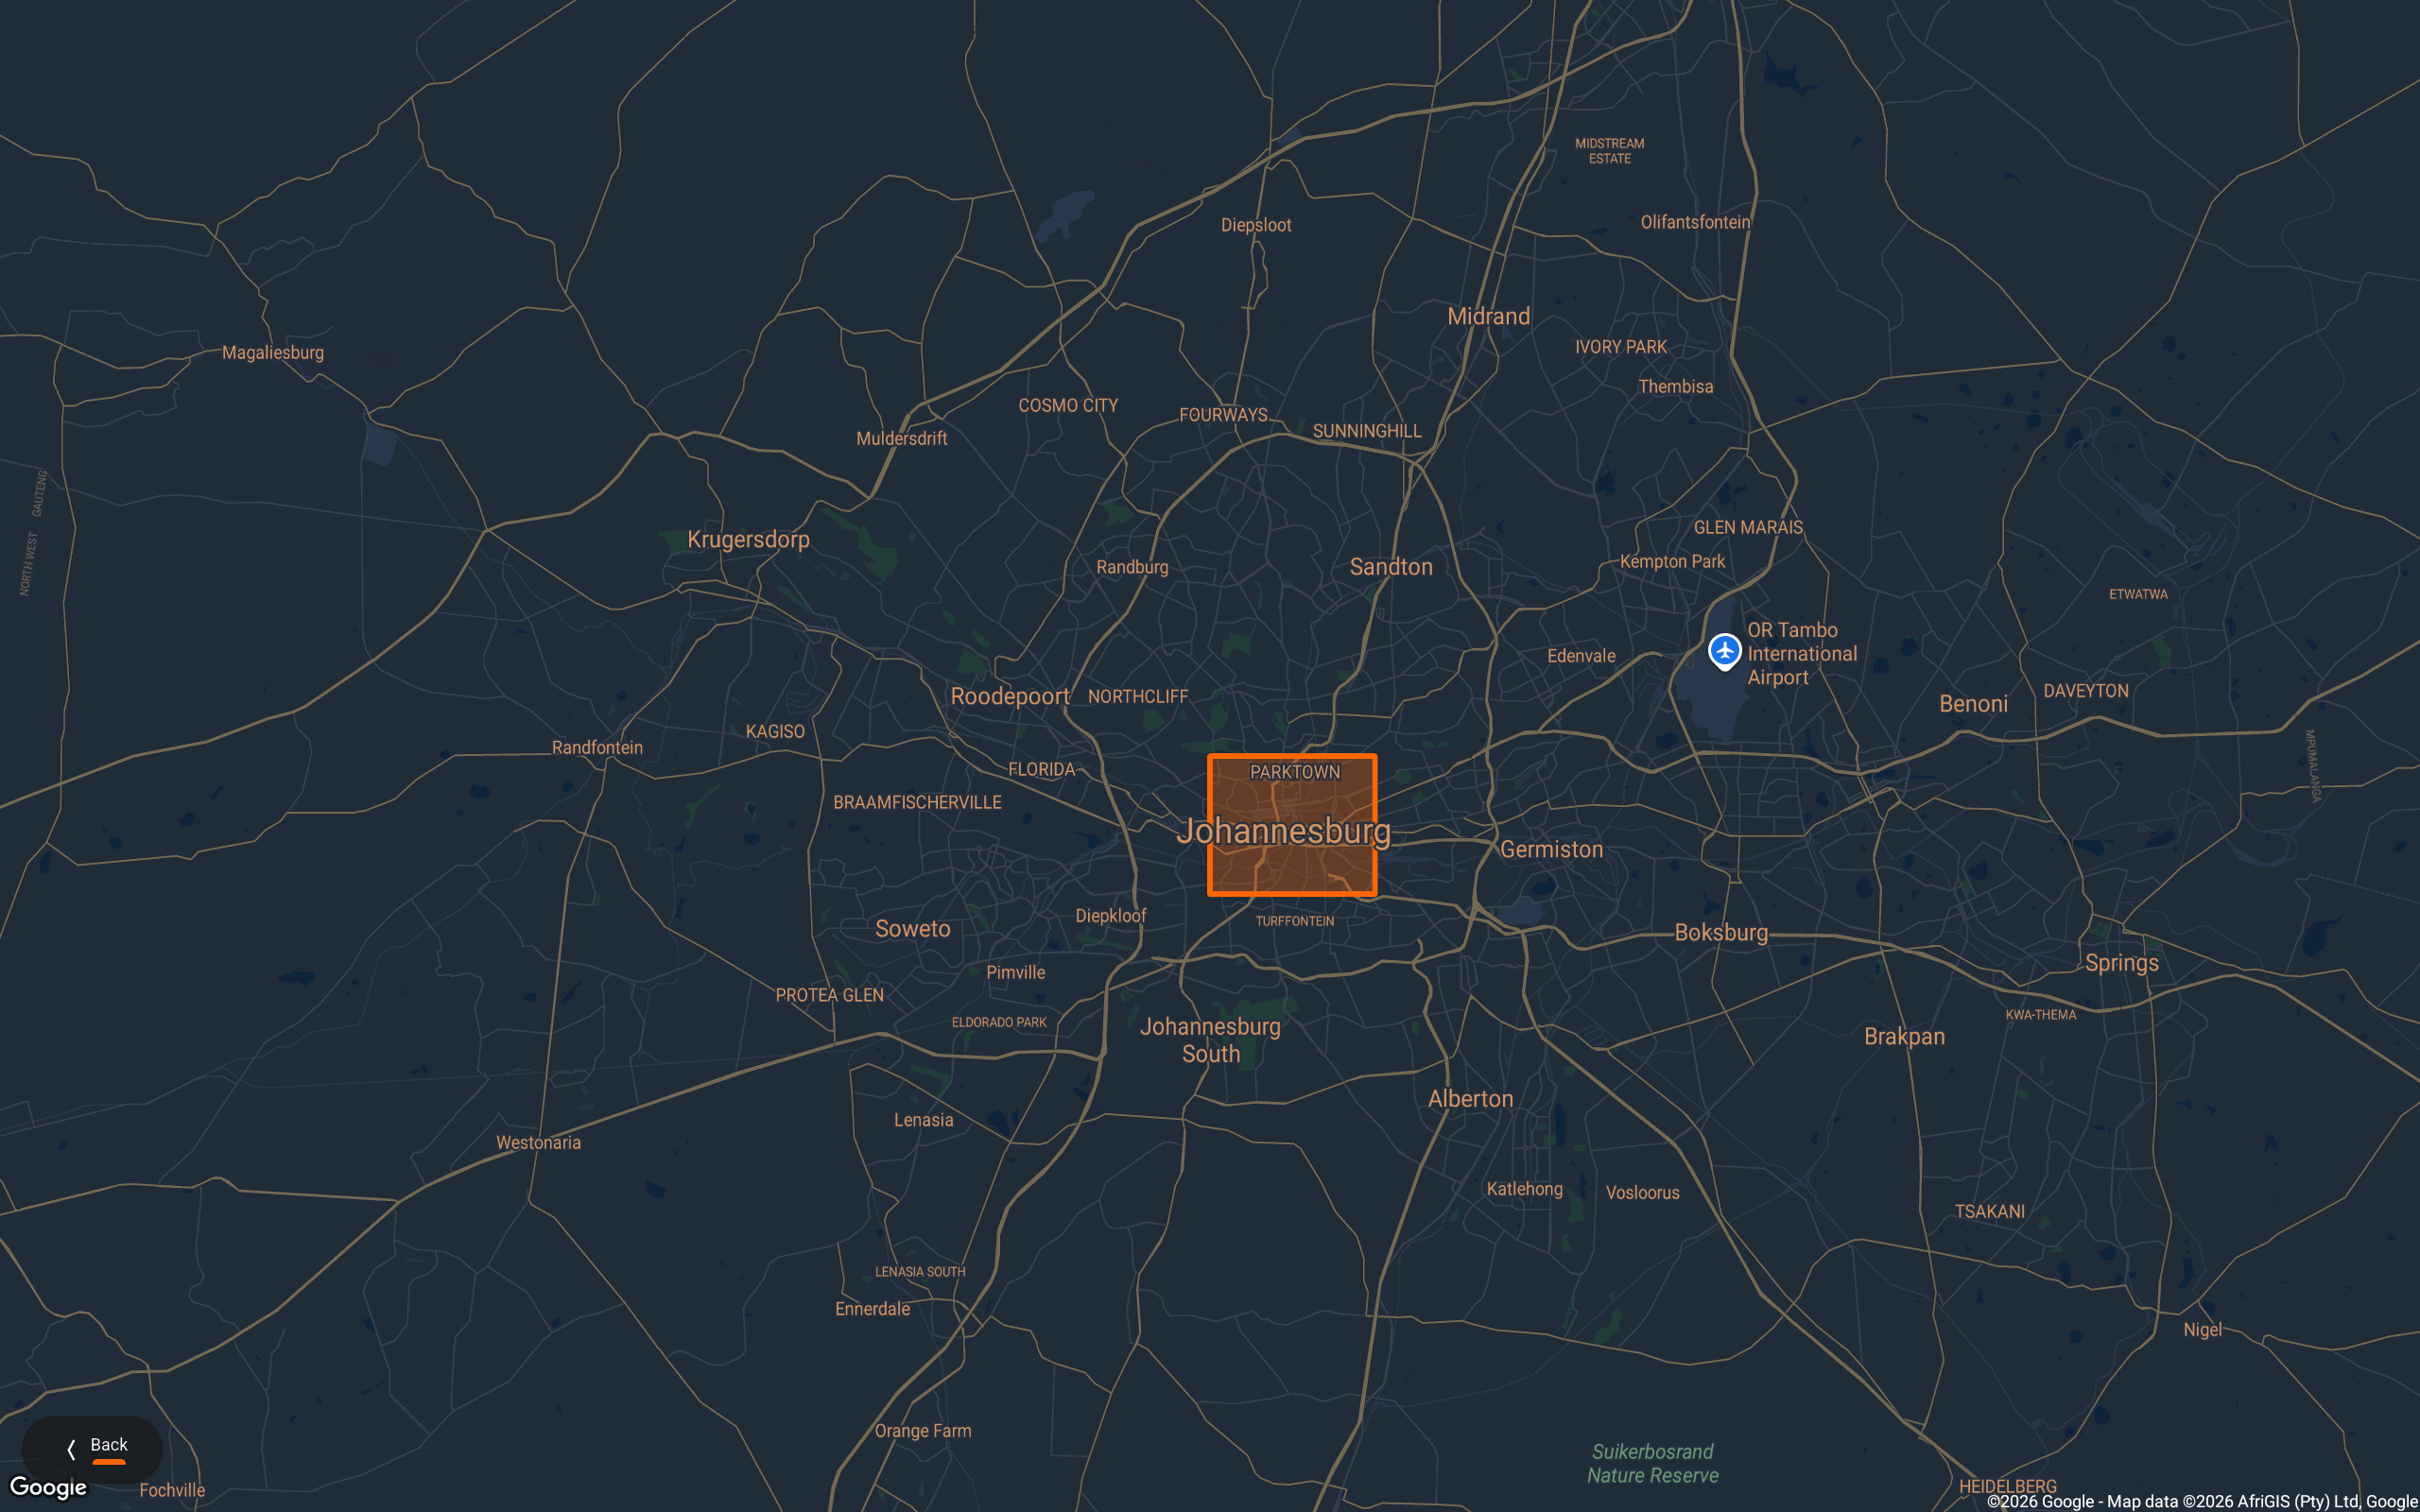 MIDSTREAM
ESTATE
Olifantsfontein
Diepsloot
Midrand
IVORY PARK
Magaliesburg
Thembisa
COSMO CITY
FOURWAYS
SUNNINGHILL
Muldersdrift
GAUTENG
NORTH WEST
GLEN MARAIS
Krugersdorp
Kempton Park
Randburg
Sandton
ETWATWA
OR Tambo
International
Airport
Edenvale
Roodepoort
NORTHCLIFF
DAVEYTON
Benoni
KAGISO
Randfontein
MPUMALANGA
FLORIDA
PARKTOWN
BRAAMFISCHERVILLE
Johannesburg
Germiston
Diepkloof
TURFFONTEIN
Soweto
Boksburg
Springs
Pimville
PROTEA GLEN
KWA-THEMA
ELDORADO PARK
Johannesburg
South
Brakpan
Alberton
Lenasia
Westonaria
Katlehong
Vosloorus
TSAKANI
LENASIA SOUTH
Ennerdale
Nigel
Orange Farm
Back
Suikerbosrand
Nature Reserve
Google
Fochville
HEIDELBERG
©2026 Google - Map data ©2026 AfriGIS (Pty) Ltd, Google